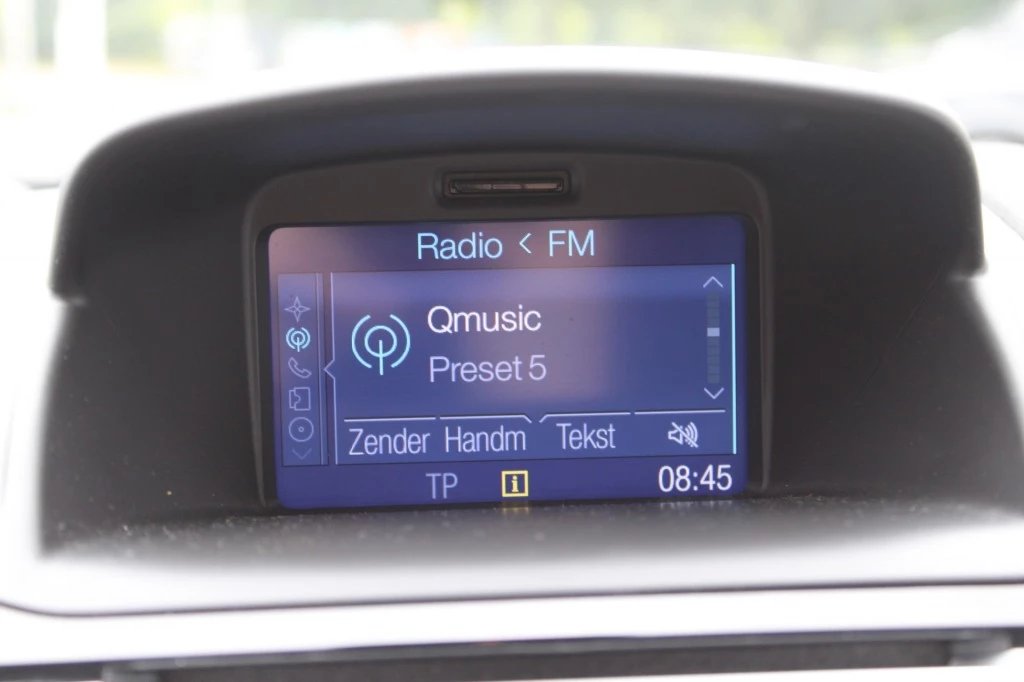 Radio < FM
Qmusic
Preset 5
Zender Handm Tekst
TP i 08:45